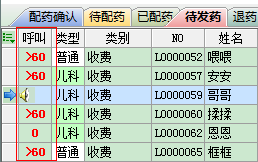 配药确认 待配药 已配药 待发药 退药
呼叫 类型 类别 NO 姓名
>60 普通 收费 L0000052 喂喂
>60 儿科 收费 L0000057 安安
儿科 收费 L0000059 哥哥
>60 儿科 收费 L0000060 揉揉
0 儿科 收费 L0000062 恩恩
>60 普通 收费 L0000065 框框